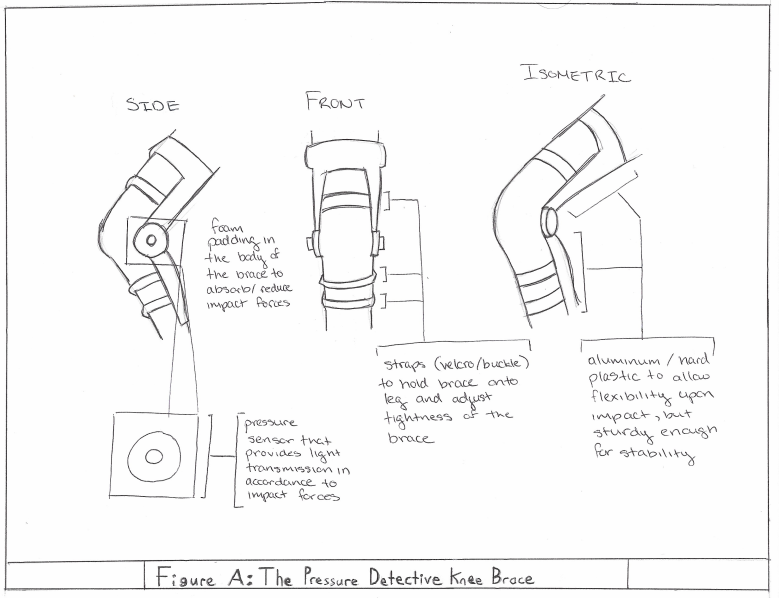 SIDE
FRONT
ISOMETRIC
foam
padding in
the body of
the brace to
absorb/reduce
impact forces
straps (velcro/buckle)
to hold brace onto
leg and adjust
tightness of the
brace
aluminum/hard
plastic to allow
flexibility upon
impact, but
sturdy enough
for stability
pressure
sensor that
provides light
transmission in
accordance to
impact forces
Figure A: The Pressure Detective Knee Brace